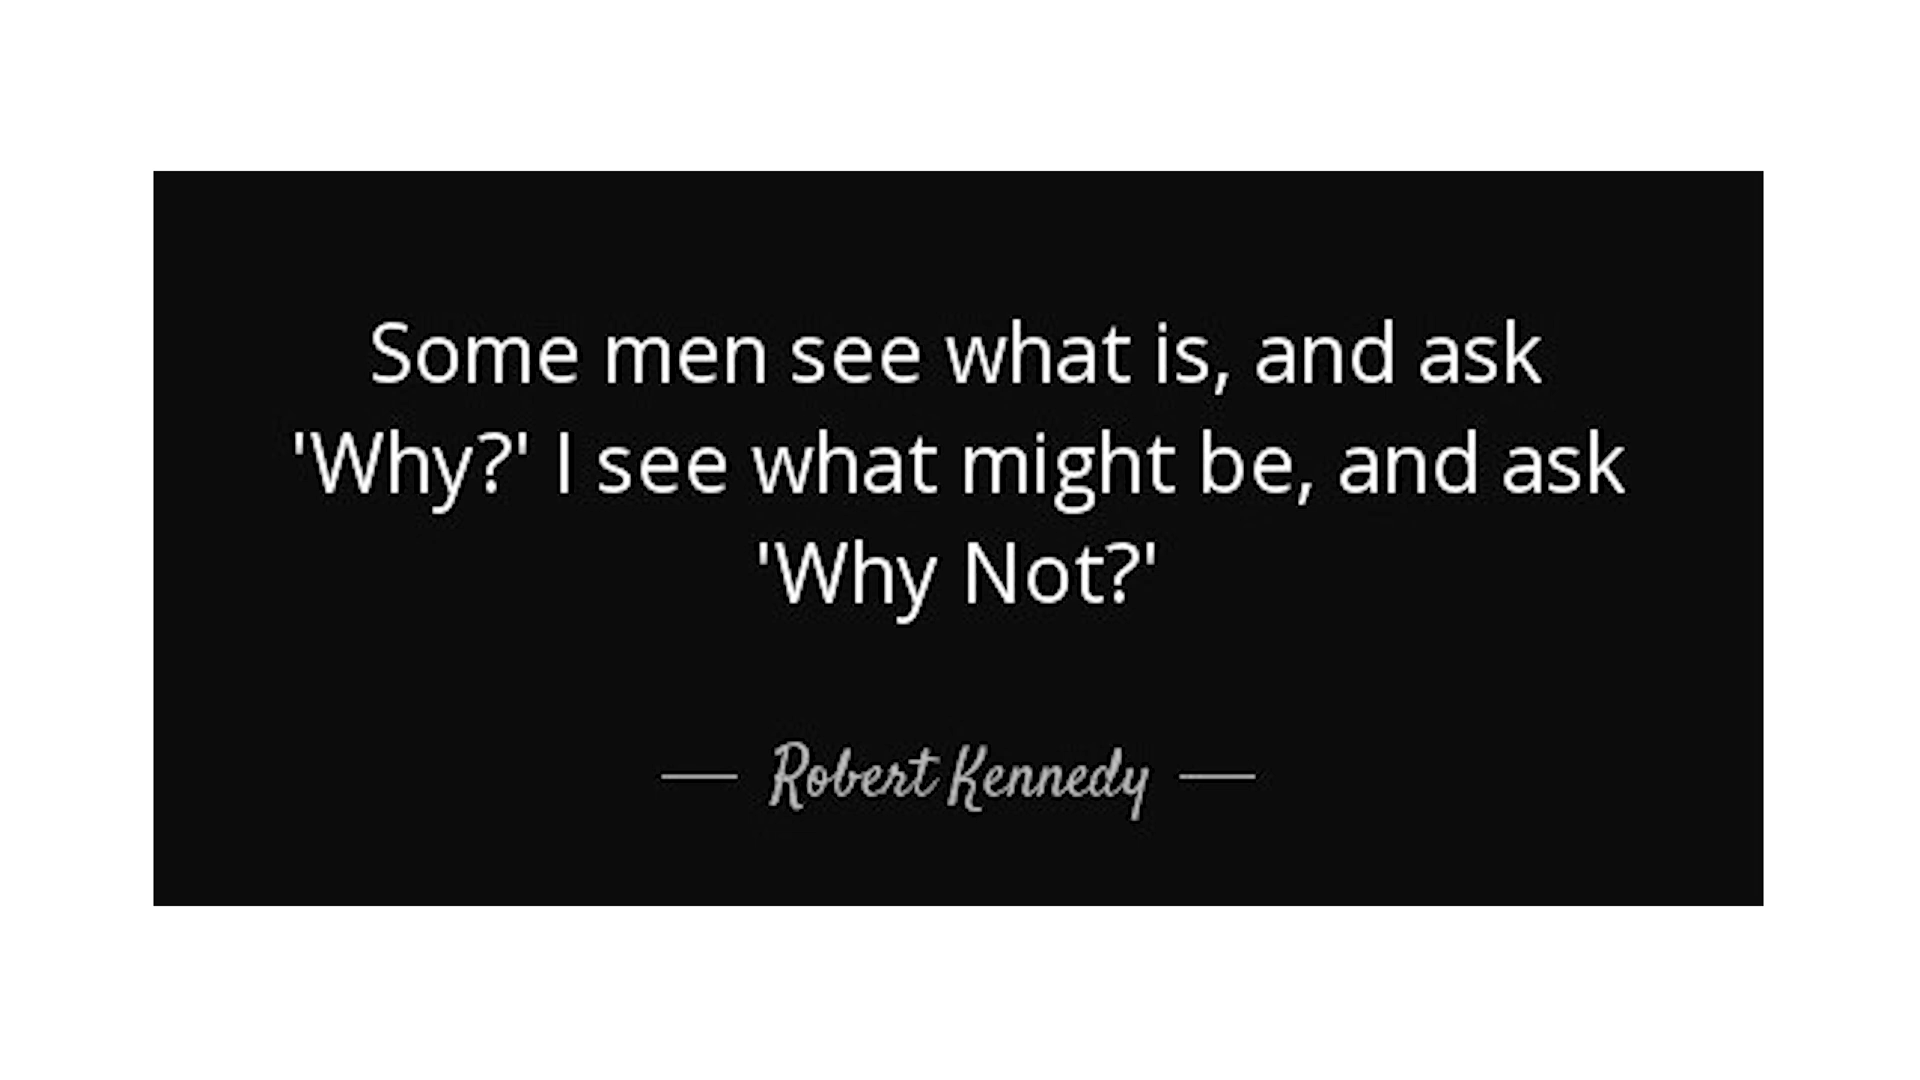 Some men see what is, and ask
'Why?' I see what might be, and ask
'Why Not?'
Robert Kennedy